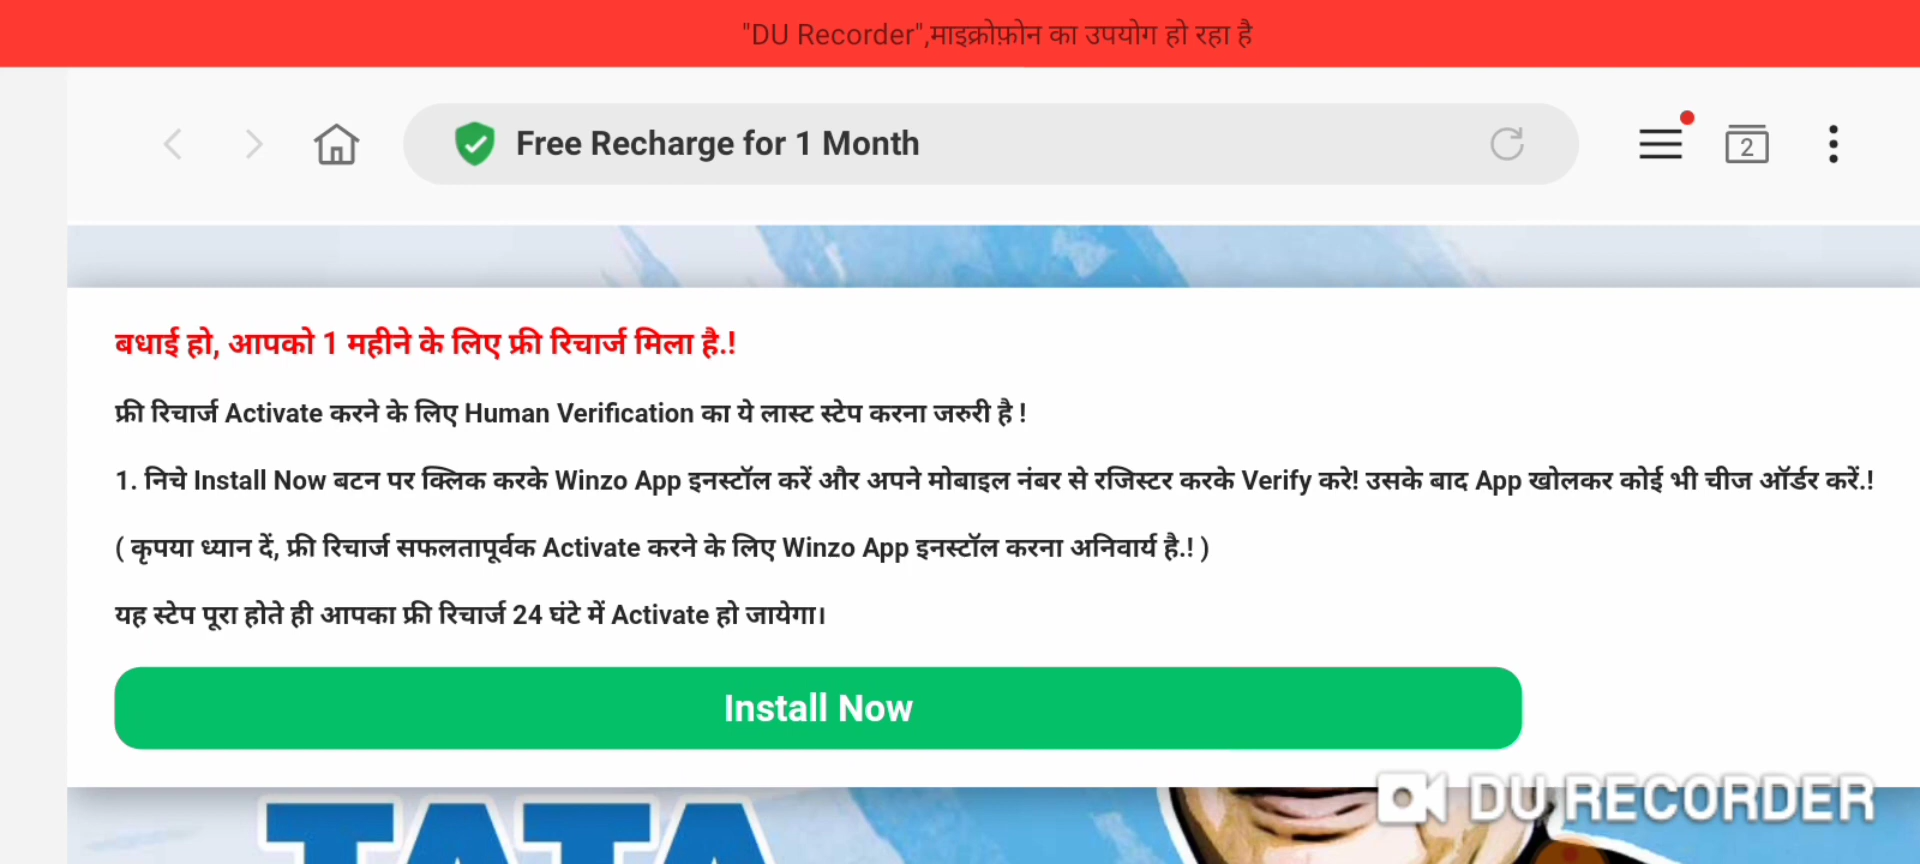 "DU Recorder",माइक्रोफ़ोन का उपयोग हो रहा है
Free Recharge for 1 Month
2
बधाई हो, आपको 1 महीने के लिए फ्री रिचार्ज मिला है.!
फ्री रिचार्ज Activate करने के लिए Human Verification का ये लास्ट स्टेप करना जरुरी है !
1. निचे Install Now बटन पर क्लिक करके Winzo App इनस्टॉल करें और अपने मोबाइल नंबर से रजिस्टर करके Verify करे! उसके बाद App खोलकर कोई भी चीज ऑर्डर करें.!
( कृपया ध्यान दें, फ्री रिचार्ज सफलतापूर्वक Activate करने के लिए Winzo App इनस्टॉल करना अनिवार्य है.! )
यह स्टेप पूरा होते ही आपका फ्री रिचार्ज 24 घंटे में Activate हो जायेगा।
Install Now
DU RECORDER
TATA